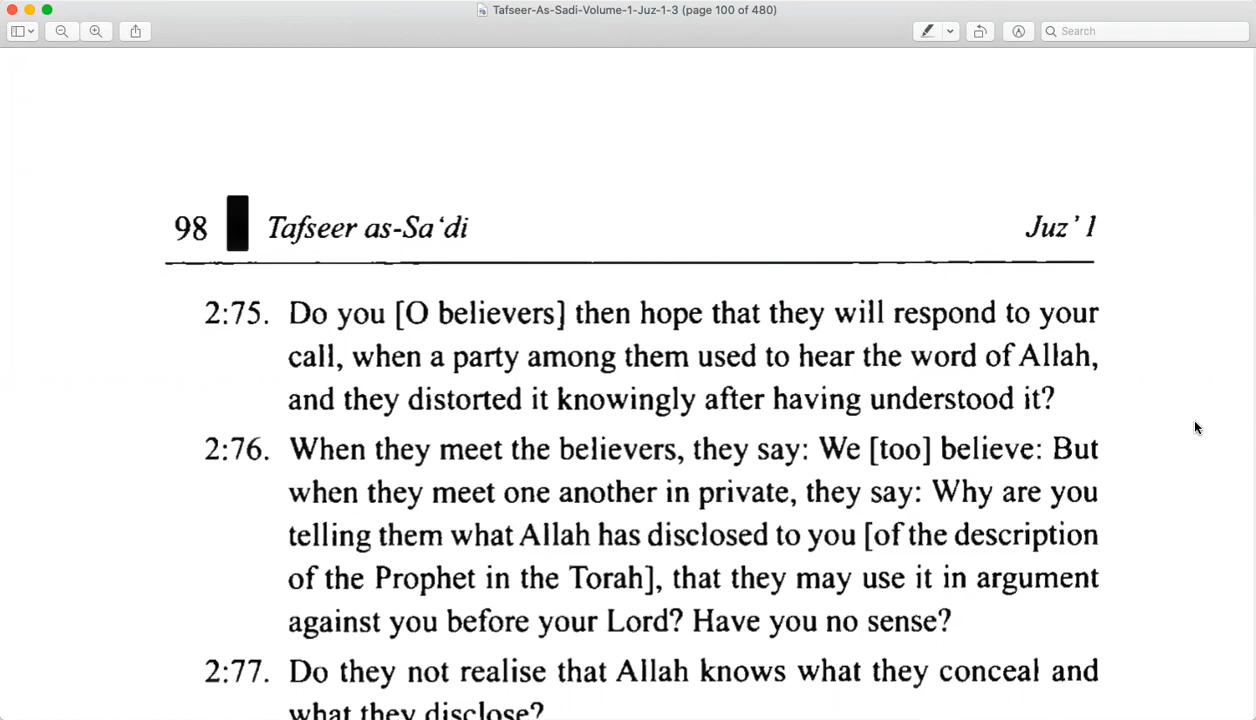 Tafseer-As-Sadi-Volume-1-Juz-1-3 (page 100 of 480)
Search
98 Tafseer as-Sa‘di Juz’ 1
2:75. Do you [O believers] then hope that they will respond to your
call, when a party among them used to hear the word of Allah,
and they distorted it knowingly after having understood it?
2:76. When they meet the believers, they say: We [too] believe: But
when they meet one another in private, they say: Why are you
telling them what Allah has disclosed to you [of the description
of the Prophet in the Torah], that they may use it in argument
against you before your Lord? Have you no sense?
2:77. Do they not realise that Allah knows what they conceal and
what they disclose?